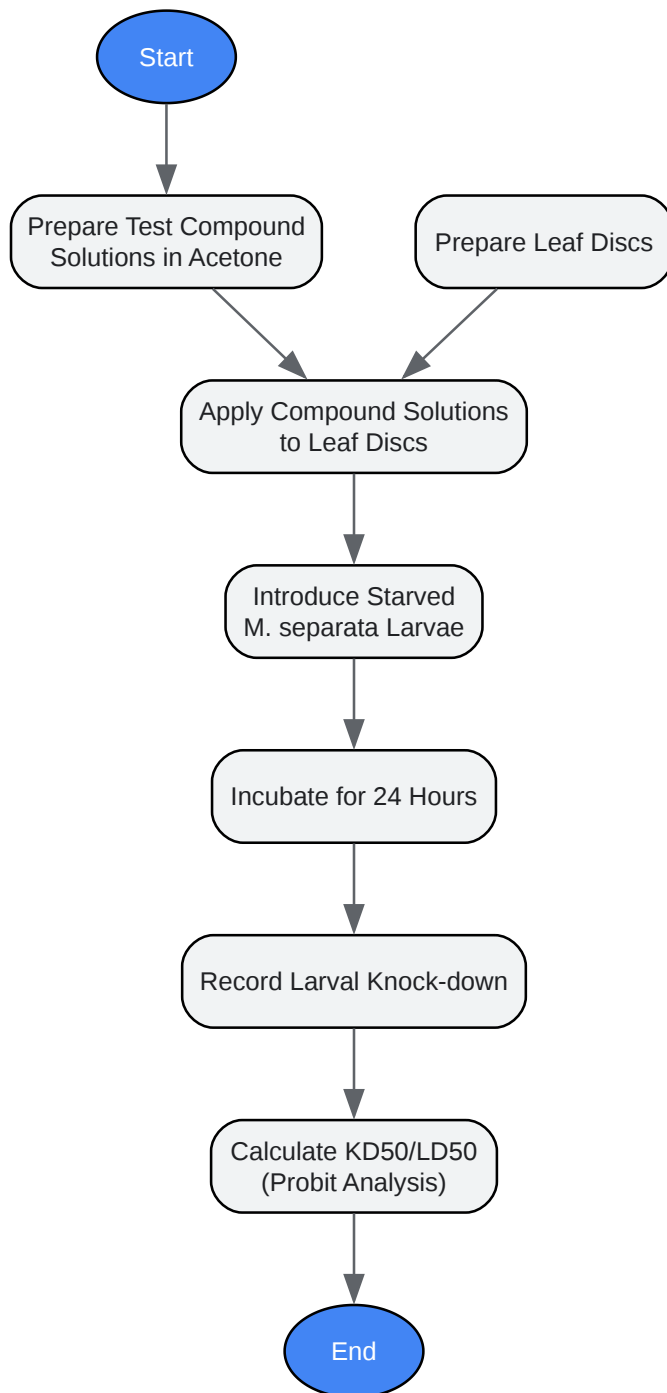 Start
Prepare Test Compound
Solutions in Acetone
Prepare Leaf Discs
Apply Compound Solutions
to Leaf Discs
Introduce Starved
M. separata Larvae
Incubate for 24 Hours
Record Larval Knock-down
Calculate KD50/LD50
(Probit Analysis)
End